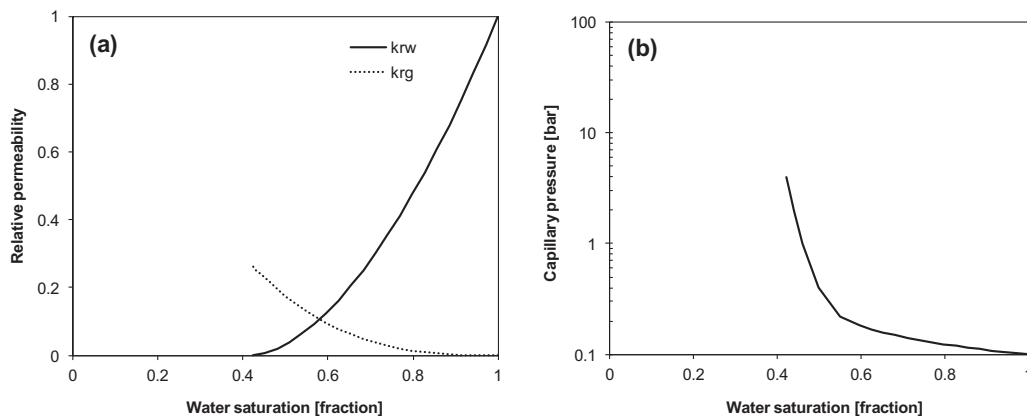 (a)
krw
krg
Relative permeability
1
0.8
0.6
0.4
0.2
0
0 0.2 0.4 0.6 0.8 1
Water saturation [fraction]
(b)
Capillary pressure [bar]
100
10
1
0.1
0 0.2 0.4 0.6 0.8 1
Water saturation [fraction]